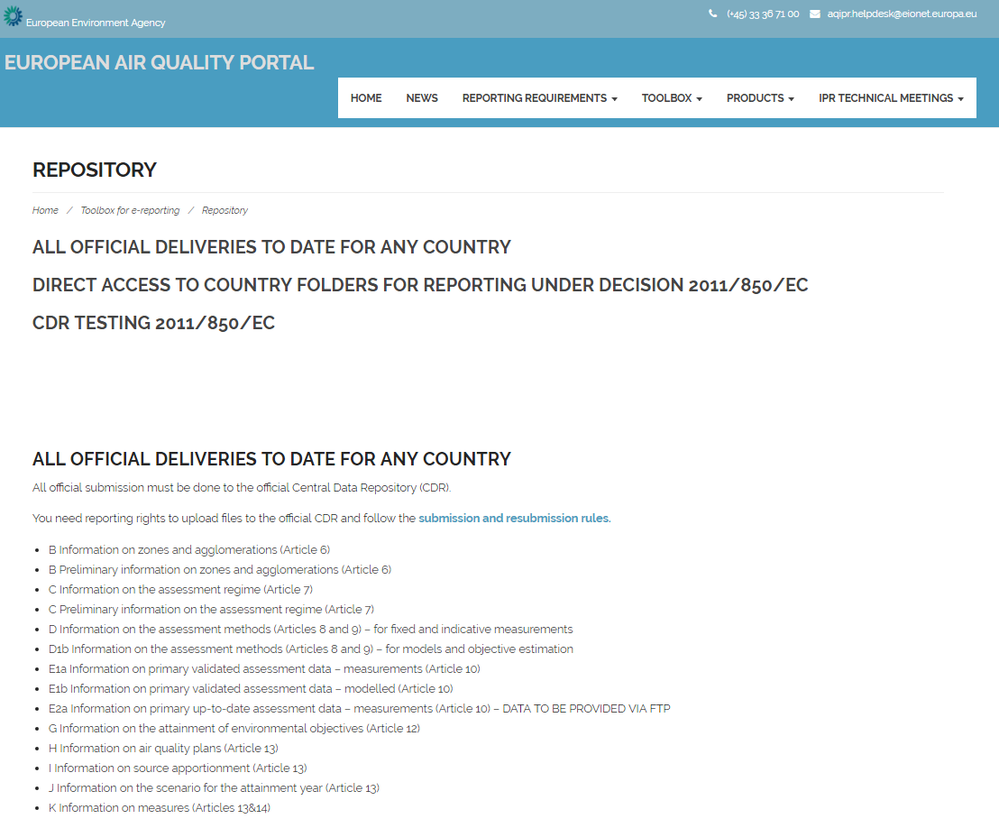 European Environment Agency
(+45) 33 36 71 00 aqipr.helpdesk@eionet.europa.eu
EUROPEAN AIR QUALITY PORTAL
HOME NEWS REPORTING REQUIREMENTS TOOLBOX PRODUCTS IPR TECHNICAL MEETINGS
REPOSITORY
Home / Toolbox for e-reporting / Repository
ALL OFFICIAL DELIVERIES TO DATE FOR ANY COUNTRY
DIRECT ACCESS TO COUNTRY FOLDERS FOR REPORTING UNDER DECISION 2011/850/EC
CDR TESTING 2011/850/EC
ALL OFFICIAL DELIVERIES TO DATE FOR ANY COUNTRY
All official submission must be done to the official Central Data Repository (CDR).
You need reporting rights to upload files to the official CDR and follow the submission and resubmission rules.
• B Information on zones and agglomerations (Article 6)
• B Preliminary information on zones and agglomerations (Article 6)
• C Information on the assessment regime (Article 7)
• C Preliminary information on the assessment regime (Article 7)
• D Information on the assessment methods (Articles 8 and 9) – for fixed and indicative measurements
• D1b Information on the assessment methods (Articles 8 and 9) – for models and objective estimation
• E1a Information on primary validated assessment data – measurements (Article 10)
• E1b Information on primary validated assessment data – modelled (Article 10)
• E2a Information on primary up-to-date assessment data – measurements (Article 10) – DATA TO BE PROVIDED VIA FTP
• G Information on the attainment of environmental objectives (Article 12)
• H Information on air quality plans (Article 13)
• I Information on source apportionment (Article 13)
• J Information on the scenario for the attainment year (Article 13)
• K Information on measures (Articles 13&14)